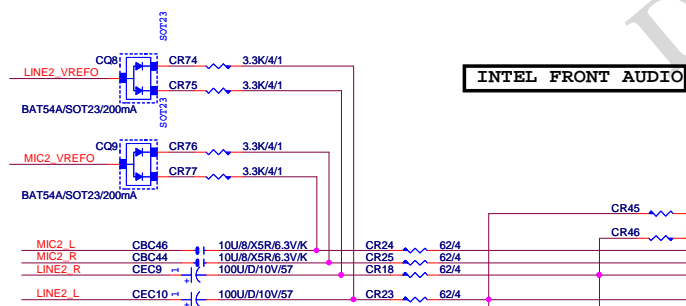 SOT23
CQ8 CR74 3.3K/4/1
LINE2_VREFO
CR75 3.3K/4/1
INTEL FRONT AUDIO
BAT54A/SOT23/200mA
SOT23
CQ9 CR76 3.3K/4/1
MIC2_VREFO
CR77 3.3K/4/1
BAT54A/SOT23/200mA
CR45
CR46
MIC2_L CBC46 10U/8/X5R/6.3V/K CR24 62/4
MIC2_R CBC44 10U/8/X5R/6.3V/K CR25 62/4
LINE2_R CEC9 1 + 100U/D/10V/57 CR18 62/4
LINE2_L CEC10 1 + 100U/D/10V/57 CR23 62/4